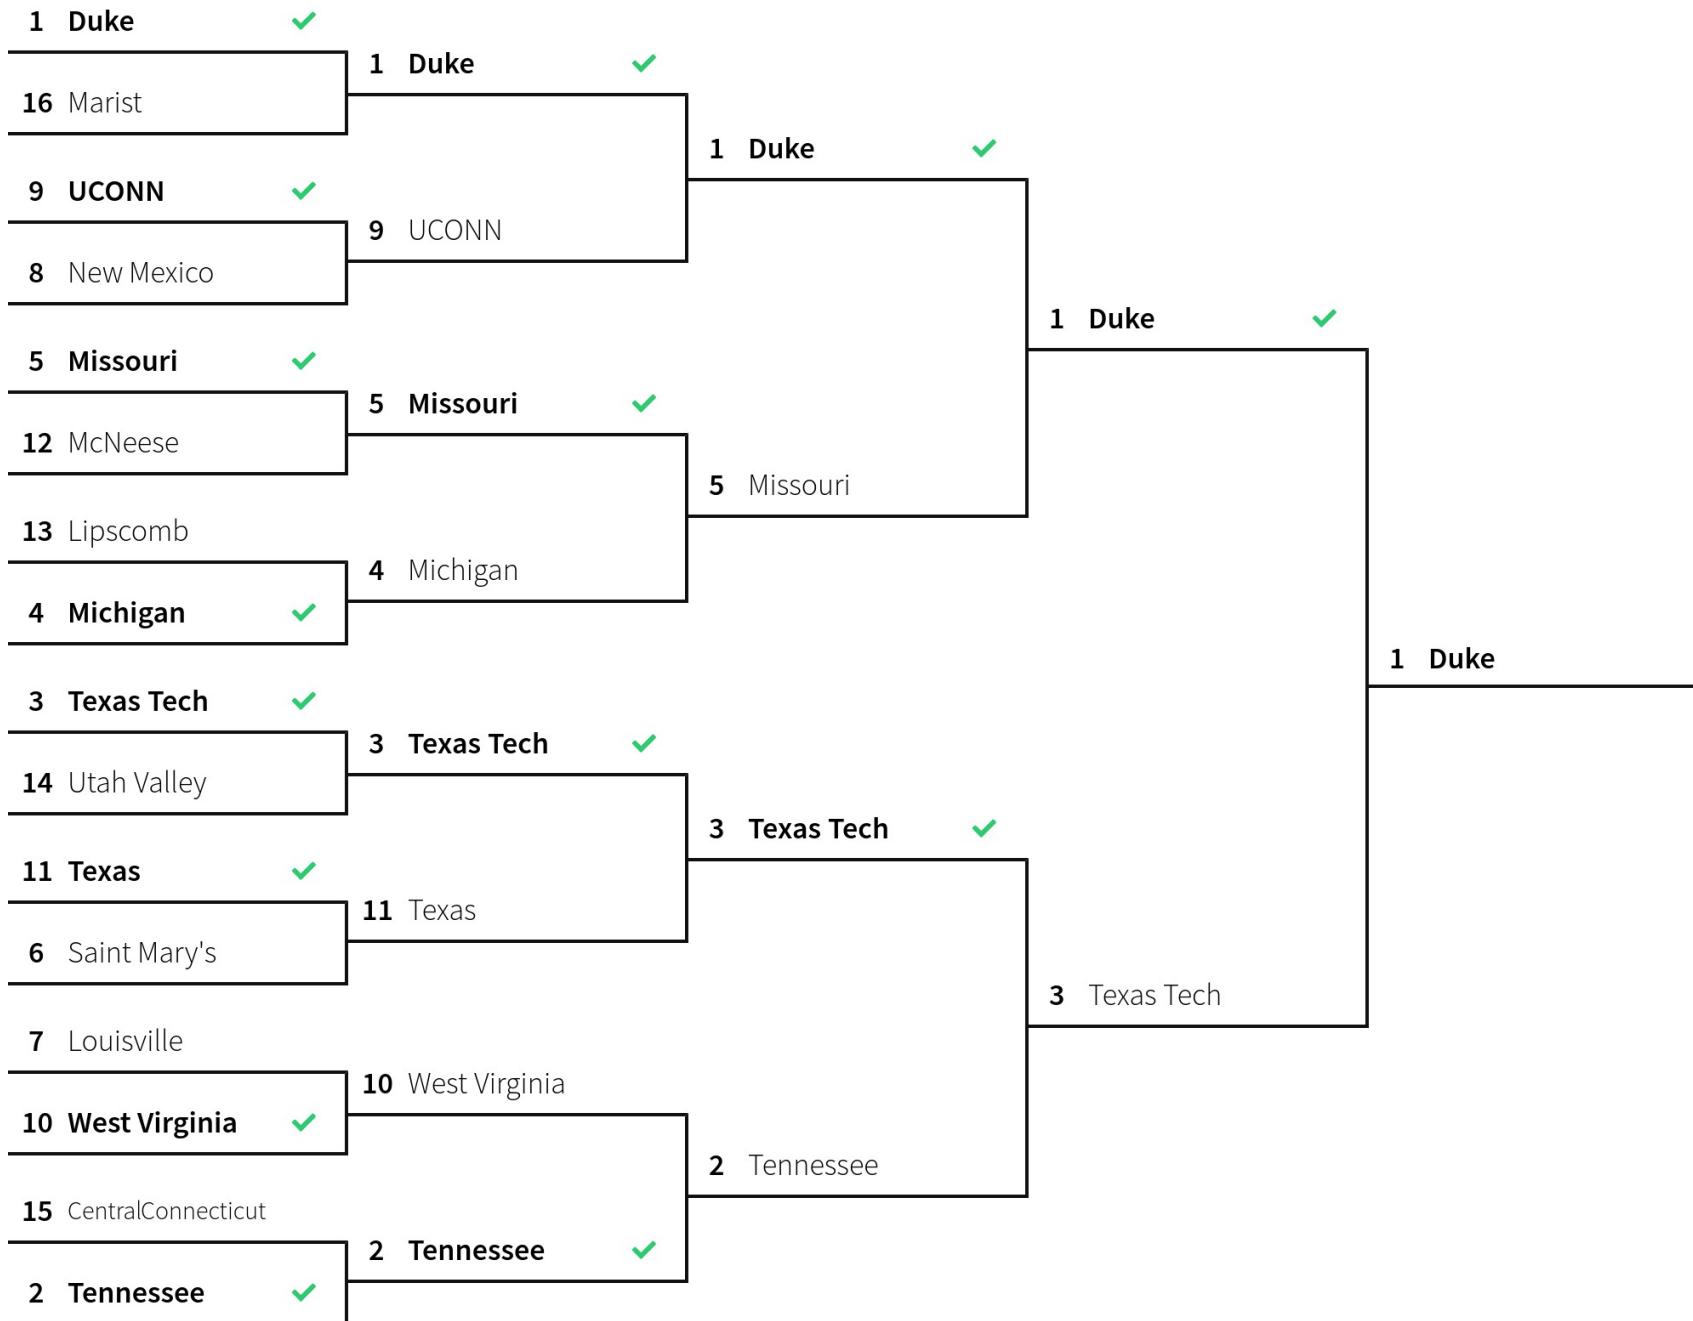 1 Duke
16 Marist
9 UCONN
8 New Mexico
5 Missouri
12 McNeese
13 Lipscomb
4 Michigan
3 Texas Tech
14 Utah Valley
11 Texas
6 Saint Mary's
7 Louisville
10 West Virginia
15 CentralConnecticut
2 Tennessee
1 Duke
9 UCONN
5 Missouri
4 Michigan
3 Texas Tech
11 Texas
10 West Virginia
2 Tennessee
1 Duke
5 Missouri
3 Texas Tech
2 Tennessee
1 Duke
3 Texas Tech
1 Duke